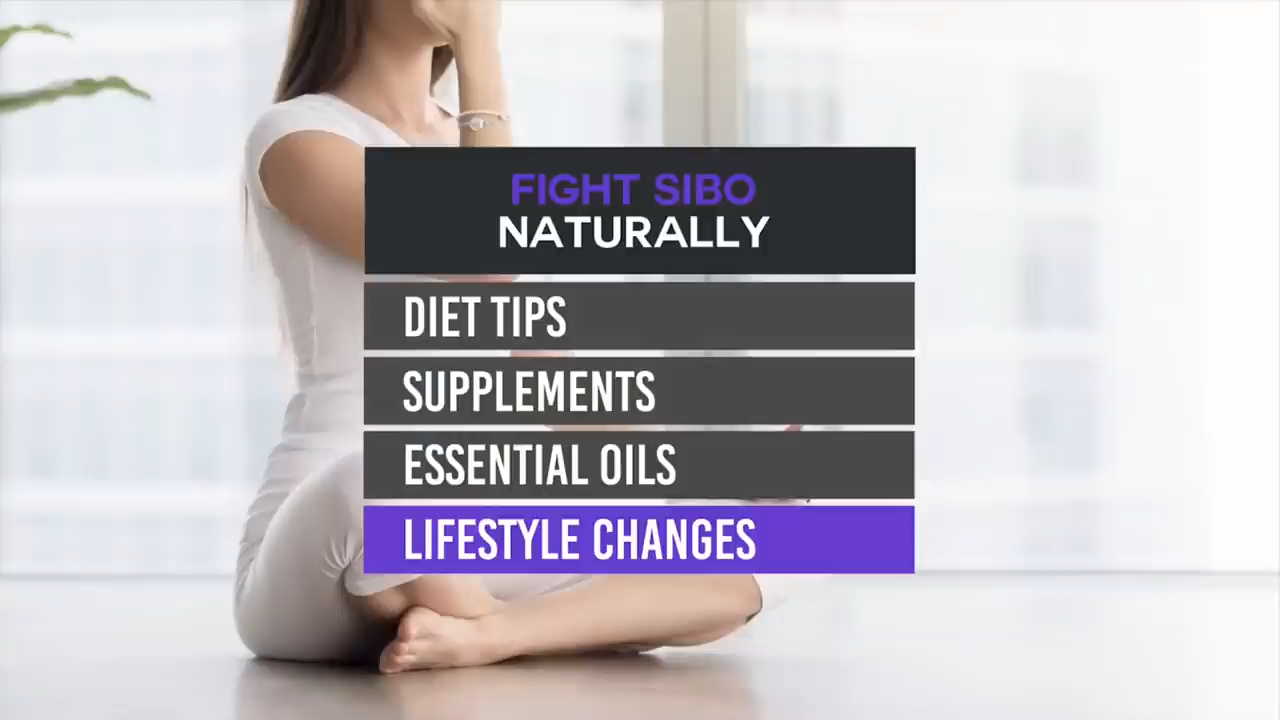 FIGHT SIBO
NATURALLY
DIET TIPS
SUPPLEMENTS
ESSENTIAL OILS
LIFESTYLE CHANGES